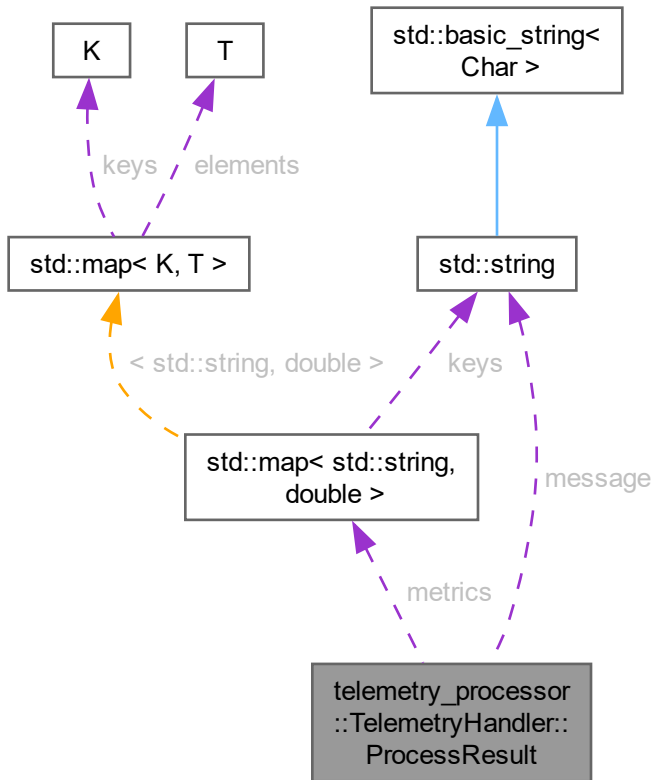 K
T
std::basic_string<
Char >
keys
elements
std::map< K, T >
std::string
< std::string, double >
keys
std::map< std::string,
double >
message
metrics
telemetry_processor
::TelemetryHandler::
ProcessResult